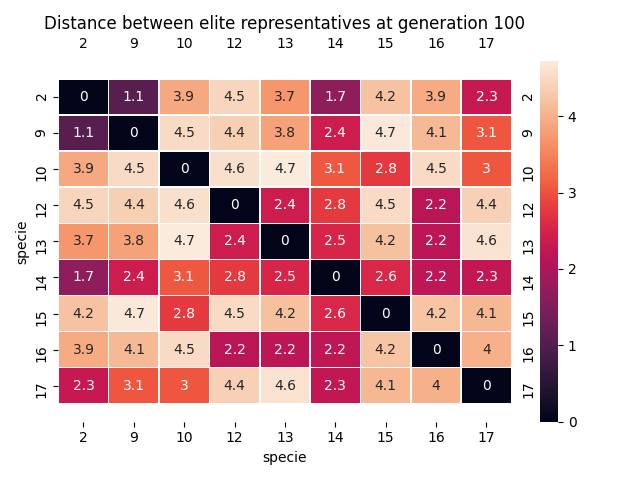 Distance between elite representatives at generation 100
2 9 10 12 13 14 15 16 17
2 0 1.1 3.9 4.5 3.7 1.7 4.2 3.9 2.3 2
9 1.1 0 4.5 4.4 3.8 2.4 4.7 4.1 3.1 9
10 3.9 4.5 0 4.6 4.7 3.1 2.8 4.5 3 10
12 4.5 4.4 4.6 0 2.4 2.8 4.5 2.2 4.4 12
13 3.7 3.8 4.7 2.4 0 2.5 4.2 2.2 4.6 13
14 1.7 2.4 3.1 2.8 2.5 0 2.6 2.2 2.3 14
15 4.2 4.7 2.8 4.5 4.2 2.6 0 4.2 4.1 15
16 3.9 4.1 4.5 2.2 2.2 2.2 4.2 0 4 16
17 2.3 3.1 3 4.4 4.6 2.3 4.1 4 0 17
2 9 10 12 13 14 15 16 17
specie
specie
4
3
2
1
0